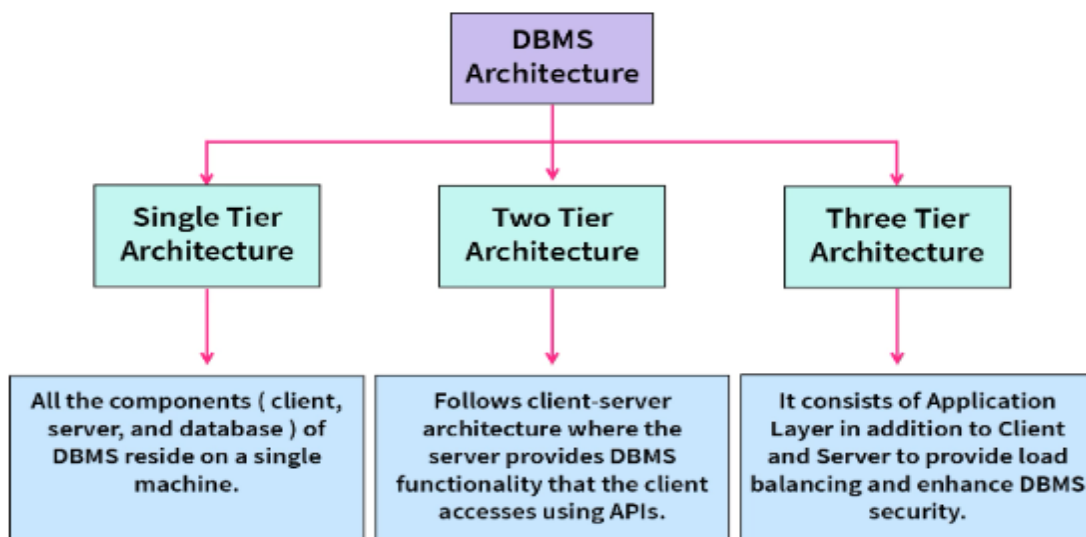 DBMS
Architecture
Single Tier
Architecture
Two Tier
Architecture
Three Tier
Architecture
All the components ( client,
server, and database ) of
DBMS reside on a single
machine.
Follows client-server
architecture where the
server provides DBMS
functionality that the client
accesses using APIs.
It consists of Application
Layer in addition to Client
and Server to provide load
balancing and enhance DBMS
security.